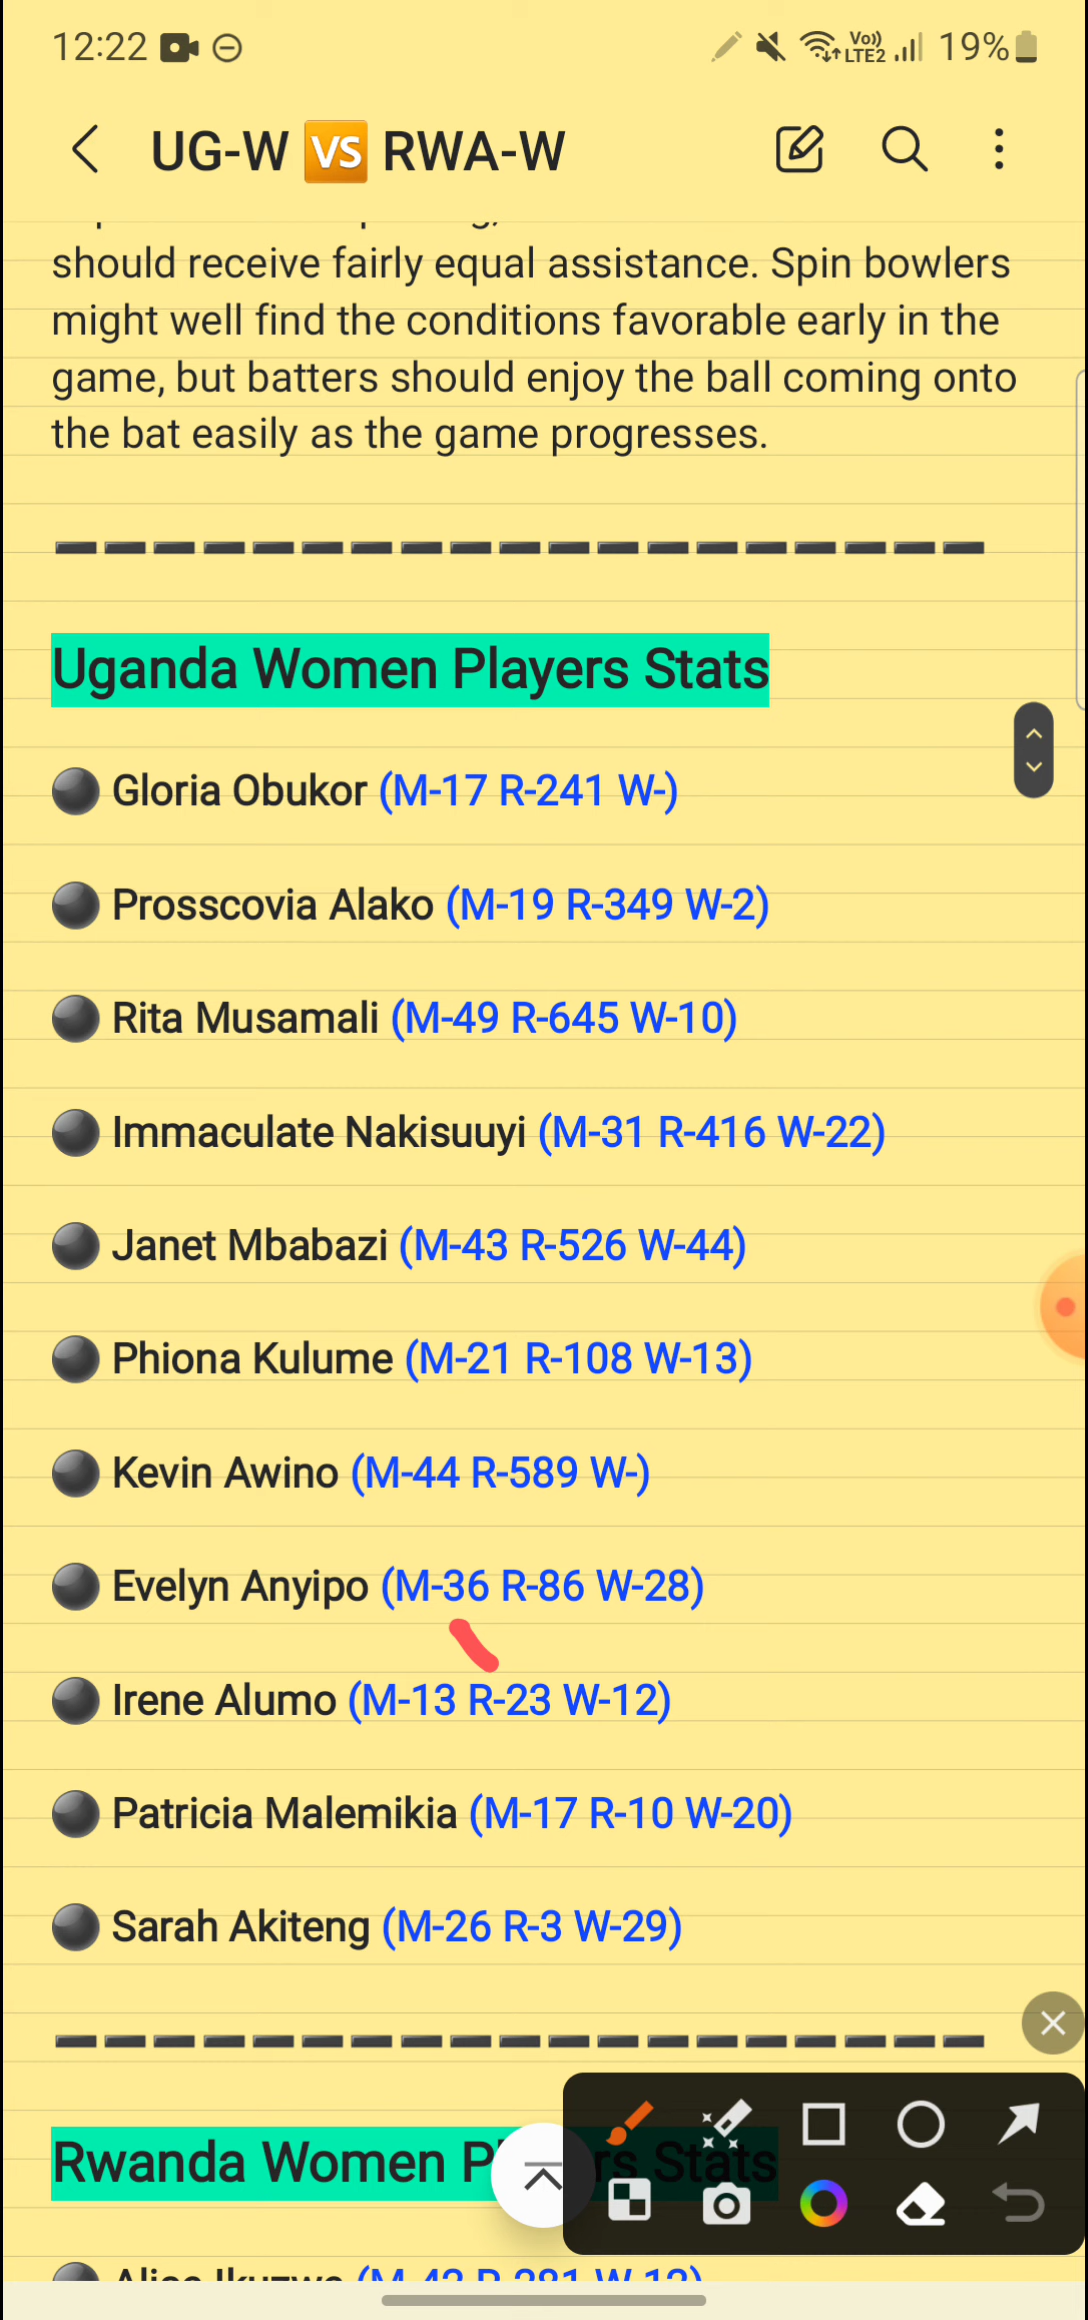 12:22 Vo)) LTE2 19%
UG-W VS RWA-W
should receive fairly equal assistance. Spin bowlers
might well find the conditions favorable early in the
game, but batters should enjoy the ball coming onto
the bat easily as the game progresses.
Uganda Women Players Stats
Gloria Obukor (M-17 R-241 W-)
Prosscovia Alako (M-19 R-349 W-2)
Rita Musamali (M-49 R-645 W-10)
Immaculate Nakisuuyi (M-31 R-416 W-22)
Janet Mbabazi (M-43 R-526 W-44)
Phiona Kulume (M-21 R-108 W-13)
Kevin Awino (M-44 R-589 W-)
Evelyn Anyipo (M-36 R-86 W-28)
Irene Alumo (M-13 R-23 W-12)
Patricia Malemikia (M-17 R-10 W-20)
Sarah Akiteng (M-26 R-3 W-29)
Rwanda Women Stats